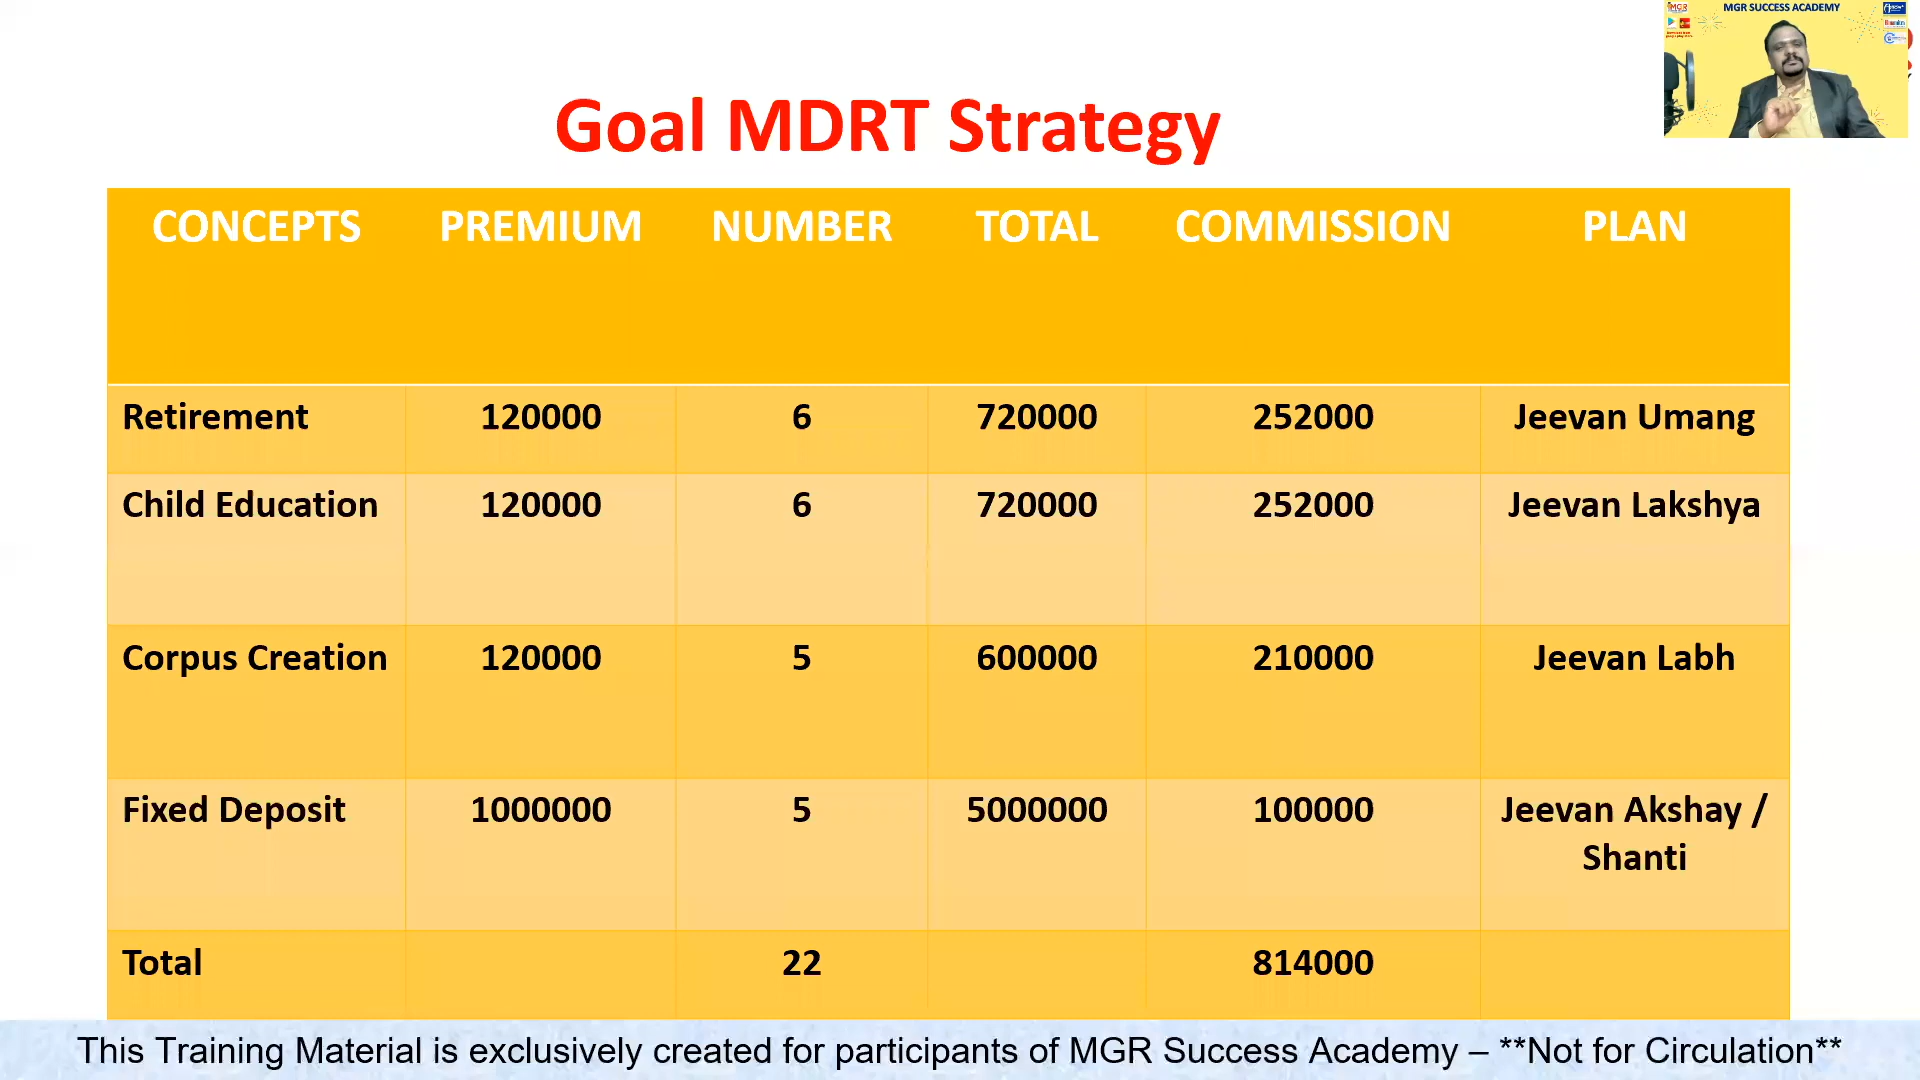 MGR SUCCESS ACADEMY
MGR
Goal MDRT Strategy
CONCEPTS PREMIUM NUMBER TOTAL COMMISSION PLAN
Retirement 120000 6 720000 252000 Jeevan Umang
Child Education 120000 6 720000 252000 Jeevan Lakshya
Corpus Creation 120000 5 600000 210000 Jeevan Labh
Fixed Deposit 1000000 5 5000000 100000 Jeevan Akshay /
Shanti
Total 22 814000
This Training Material is exclusively created for participants of MGR Success Academy – **Not for Circulation**